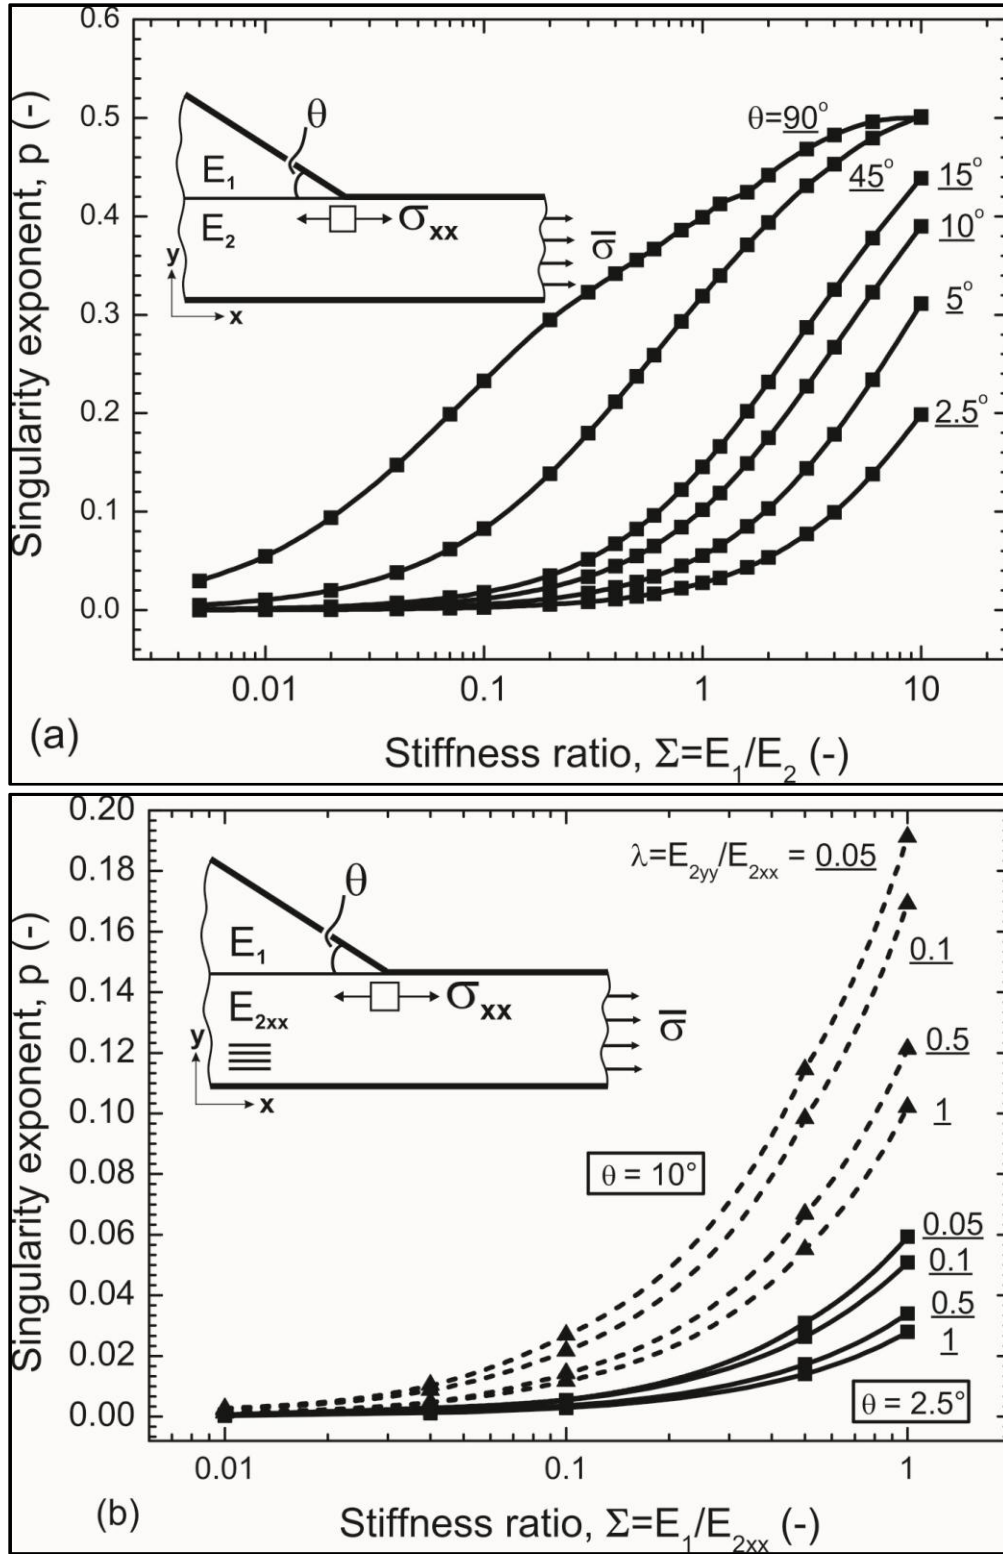 0.6
0.5
0.4
0.3
0.2
0.1
0.0
Singularity exponent, p (-)
θ
E₁
E₂
σₓₓ
σ̅
y
x
θ=90°
45°
15°
10°
5°
2.5°
0.01 0.1 1 10
(a)
Stiffness ratio, Σ=E₁/E₂ (-)
0.20
0.18
0.16
0.14
0.12
0.10
0.08
0.06
0.04
0.02
0.00
Singularity exponent, p (-)
θ
E₁
E₂ₓₓ
σₓₓ
σ̅
y
x
λ=E₂yy/E₂ₓₓ = 0.05
0.1
0.5
1
θ = 10°
0.05
0.1
0.5
1
θ = 2.5°
0.01 0.1 1
(b)
Stiffness ratio, Σ=E₁/E₂ₓₓ (-)